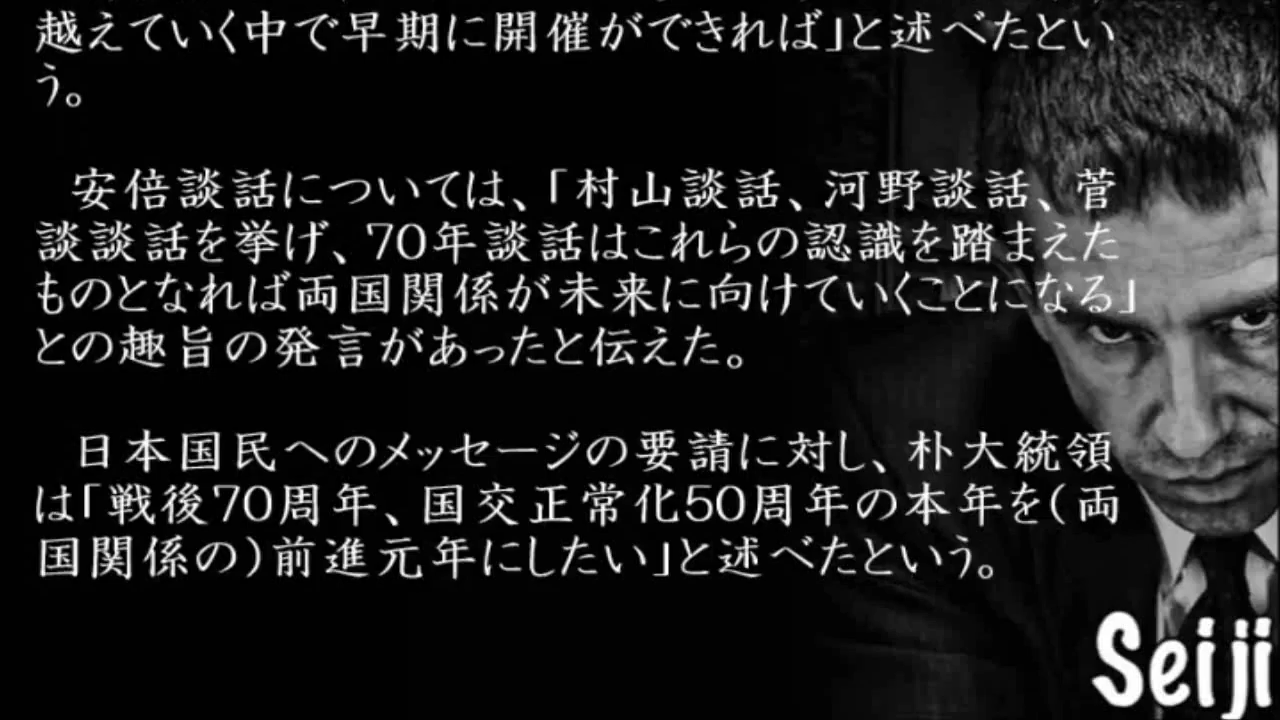 越えていく中で早期に開催ができれば」と述べたとい
う。
安倍談話については、「村山談話、河野談話、菅
談談話を挙げ、70年談話はこれらの認識を踏まえた
ものとなれば両国関係が未来に向けていくことになる」
との趣旨の発言があったと伝えた。
日本国民へのメッセージの要請に対し、朴大統領
は「戦後70周年、国交正常化50周年の本年を(両
国関係の)前進元年にしたい」と述べたという。
Seiji